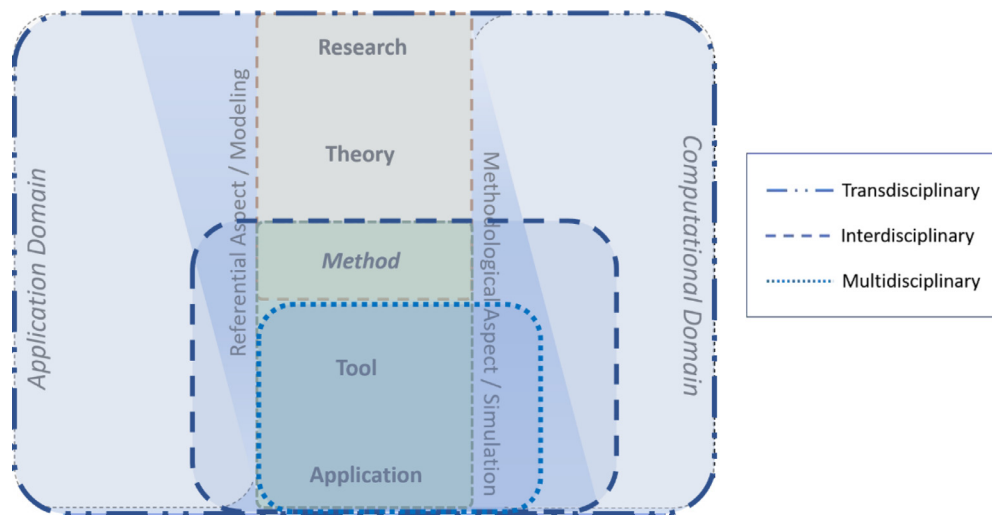 Research
Theory
Method
Tool
Application
Application Domain
Referential Aspect / Modeling
Methodological Aspect / Simulation
Computational Domain
Transdisciplinary
Interdisciplinary
Multidisciplinary